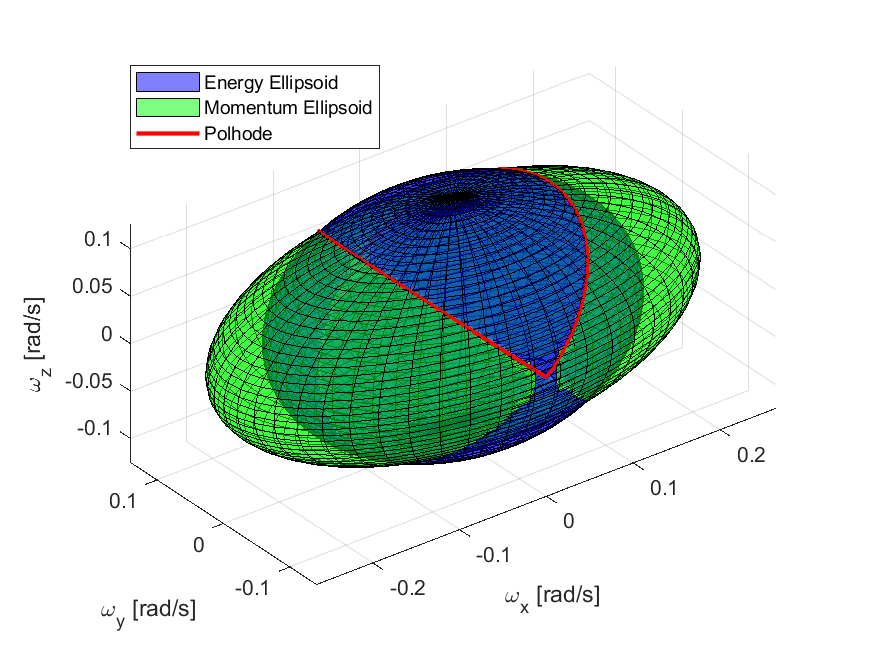 Energy Ellipsoid
Momentum Ellipsoid
Polhode
0.1
0.05
0
-0.05
-0.1
ω_z [rad/s]
0.1
0
-0.1
ω_y [rad/s]
-0.2
-0.1
0
0.1
0.2
ω_x [rad/s]